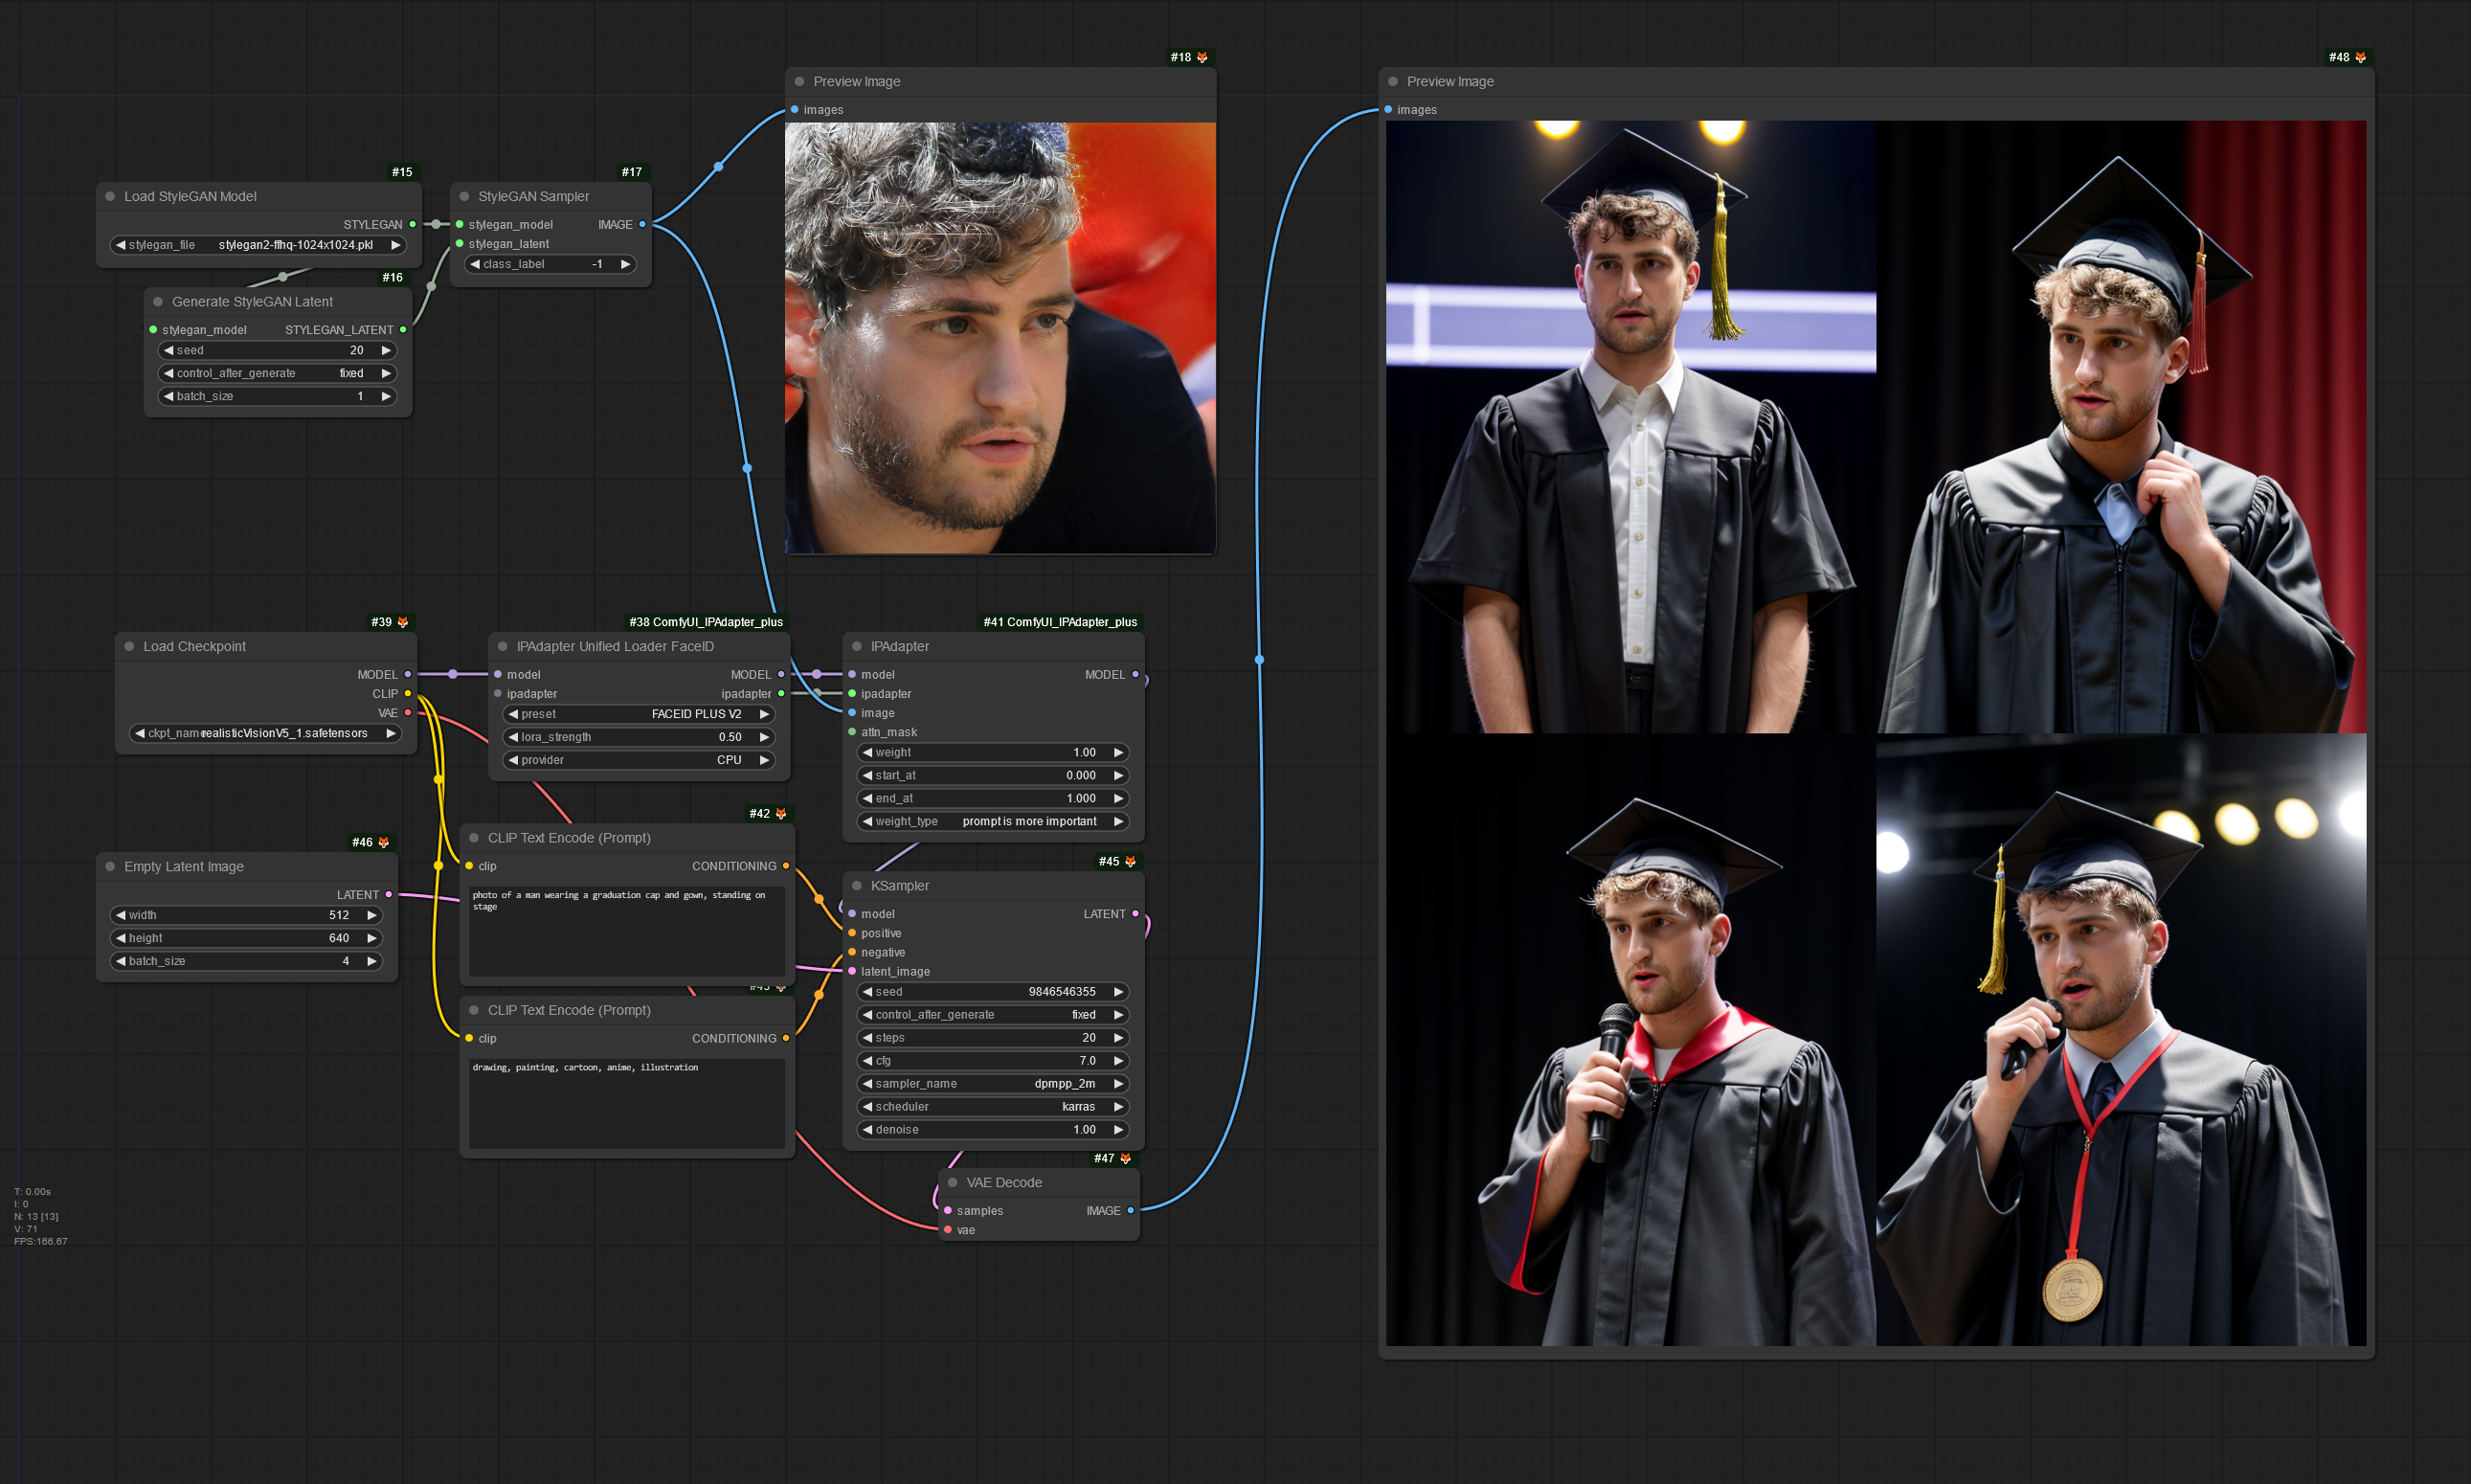 #18
Preview Image
images
#48
Preview Image
images
#15
Load StyleGAN Model
STYLEGAN
stylegan_file stylegan2-ffhq-1024x1024.pkl
#17
StyleGAN Sampler
stylegan_model IMAGE
stylegan_latent
class_label -1
#16
Generate StyleGAN Latent
stylegan_model STYLEGAN_LATENT
seed 20
control_after_generate fixed
batch_size 1
#39
Load Checkpoint
MODEL
CLIP
VAE
ckpt_name realisticVisionV5_1.safetensors
#38 ComfyUI_IPAdapter_plus
IPAdapter Unified Loader FaceID
model MODEL
ipadapter ipadapter
preset FACEID PLUS V2
lora_strength 0.50
provider CPU
#41 ComfyUI_IPAdapter_plus
IPAdapter
model MODEL
ipadapter
image
attn_mask
weight 1.00
start_at 0.000
end_at 1.000
weight_type prompt is more important
#46
Empty Latent Image
LATENT
width 512
height 640
batch_size 4
#42
CLIP Text Encode (Prompt)
clip CONDITIONING
photo of a man wearing a graduation cap and gown, standing on
stage
CLIP Text Encode (Prompt)
clip CONDITIONING
drawing, painting, cartoon, anime, illustration
#45
KSampler
model LATENT
positive
negative
latent_image
seed 9846546355
control_after_generate fixed
steps 20
cfg 7.0
sampler_name dpmpp_2m
scheduler karras
denoise 1.00
#47
VAE Decode
samples IMAGE
vae
T: 0.00s
I: 0
N: 13 [13]
V: 71
FPS:166.67